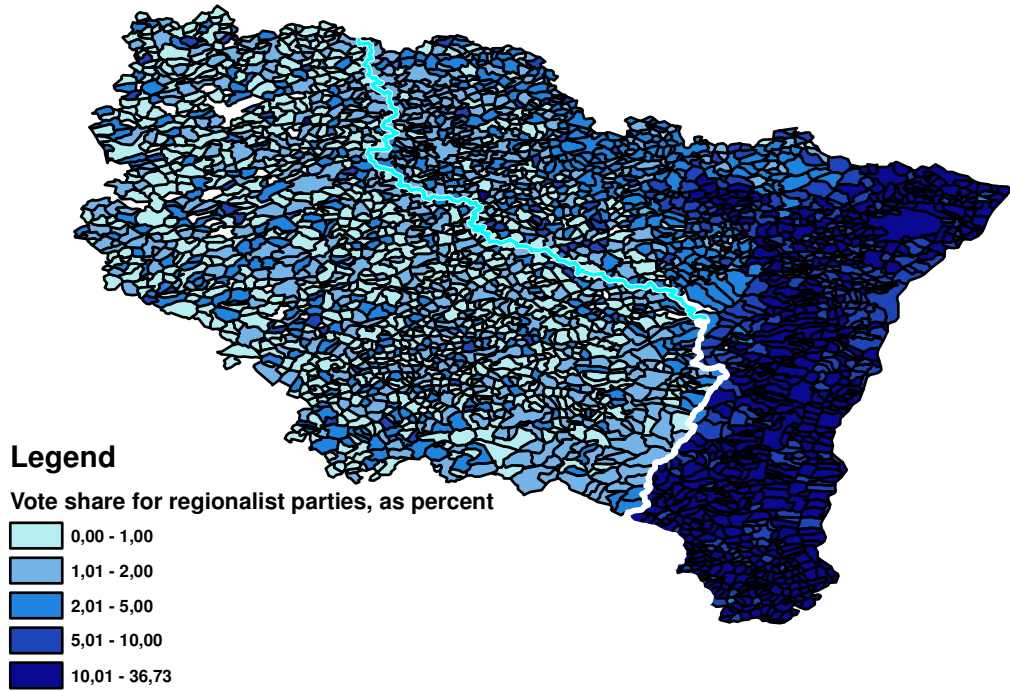 Legend
Vote share for regionalist parties, as percent
0,00 - 1,00
1,01 - 2,00
2,01 - 5,00
5,01 - 10,00
10,01 - 36,73